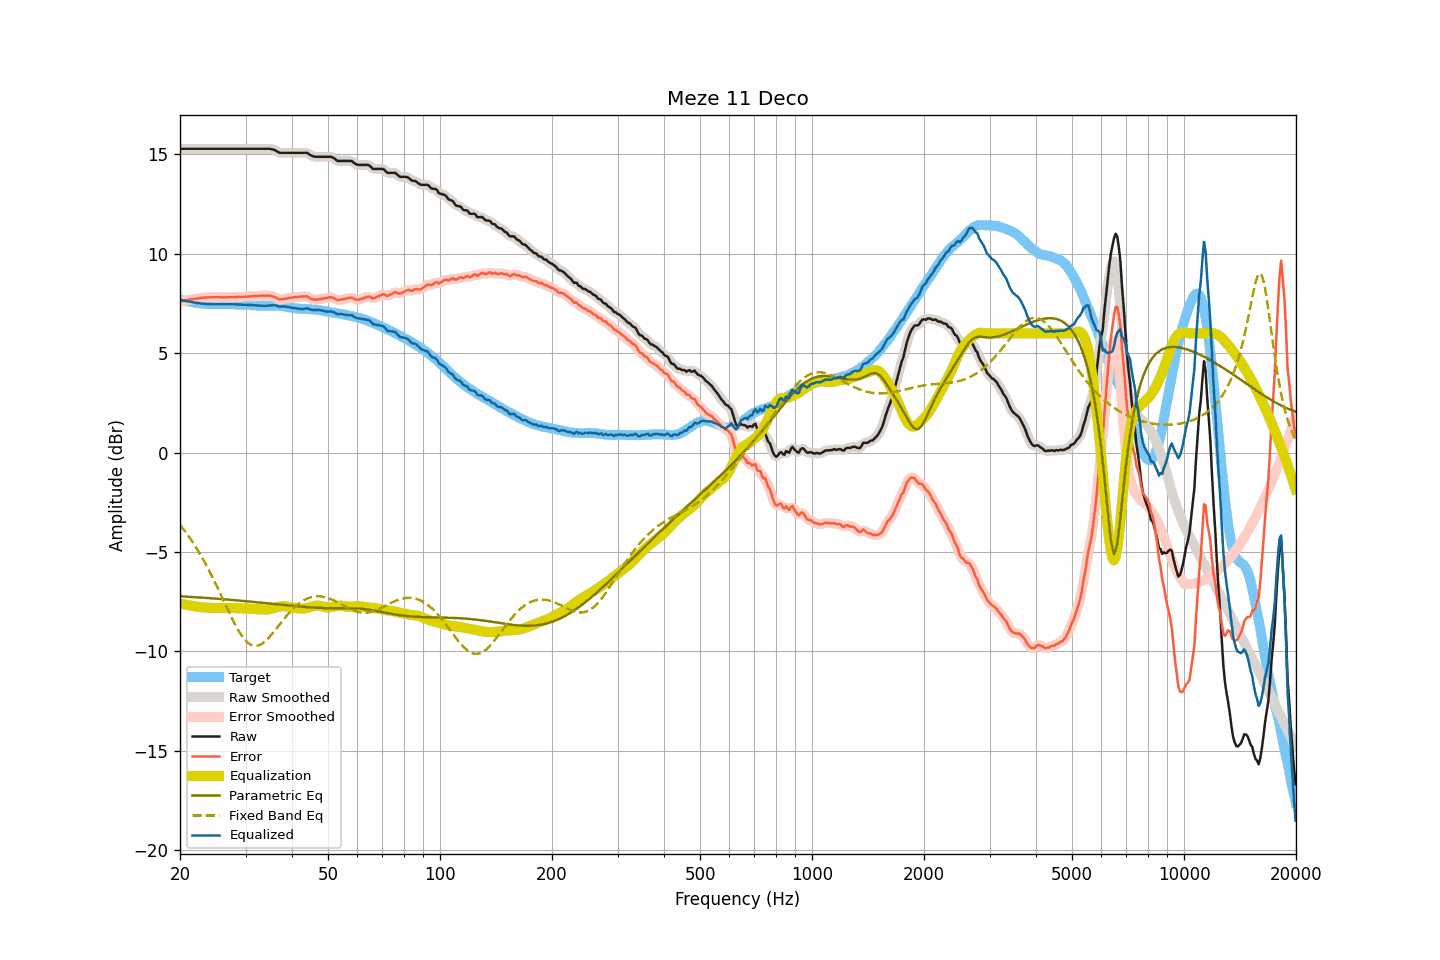 Meze 11 Deco
15
10
5
0
−5
−10
−15
−20
Amplitude (dBr)
Target
Raw Smoothed
Error Smoothed
Raw
Error
Equalization
Parametric Eq
Fixed Band Eq
Equalized
20 50 100 200 500 1000 2000 5000 10000 20000
Frequency (Hz)